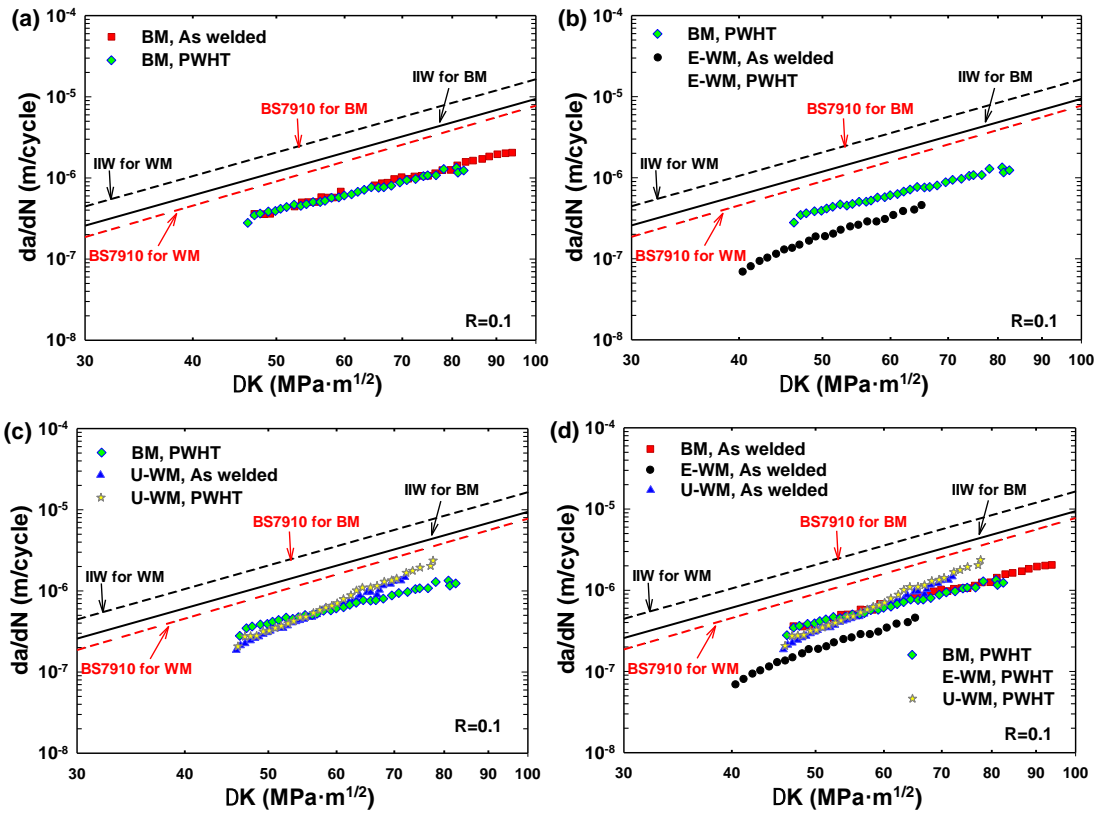 (a)
10⁻⁴
10⁻⁵
10⁻⁶
10⁻⁷
10⁻⁸
da/dN (m/cycle)
BM, As welded
BM, PWHT
IIW for BM
BS7910 for BM
IIW for WM
BS7910 for WM
R=0.1
30 40 50 60 70 80 90 100
DK (MPa·m¹ᐟ²)
(b)
10⁻⁴
10⁻⁵
10⁻⁶
10⁻⁷
10⁻⁸
da/dN (m/cycle)
BM, PWHT
E-WM, As welded
E-WM, PWHT
IIW for BM
BS7910 for BM
IIW for WM
BS7910 for WM
R=0.1
30 40 50 60 70 80 90 100
DK (MPa·m¹ᐟ²)
(c)
10⁻⁴
10⁻⁵
10⁻⁶
10⁻⁷
10⁻⁸
da/dN (m/cycle)
BM, PWHT
U-WM, As welded
U-WM, PWHT
IIW for BM
BS7910 for BM
IIW for WM
BS7910 for WM
R=0.1
30 40 50 60 70 80 90 100
DK (MPa·m¹ᐟ²)
(d)
10⁻⁴
10⁻⁵
10⁻⁶
10⁻⁷
10⁻⁸
da/dN (m/cycle)
BM, As welded
E-WM, As welded
U-WM, As welded
IIW for BM
BS7910 for BM
IIW for WM
BS7910 for WM
BM, PWHT
E-WM, PWHT
U-WM, PWHT
R=0.1
30 40 50 60 70 80 90 100
DK (MPa·m¹ᐟ²)